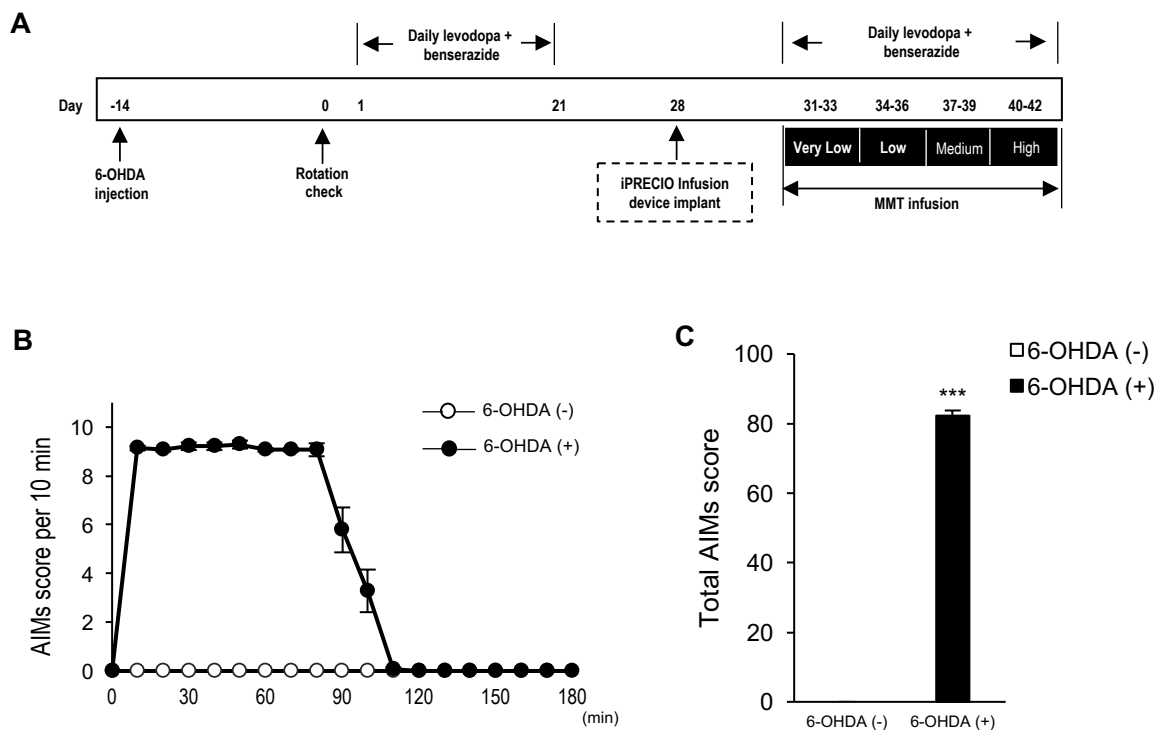 A
Daily levodopa +
benserazide
Daily levodopa +
benserazide
Day -14 0 1 21 28 31-33 34-36 37-39 40-42
Very Low Low Medium High
6-OHDA
injection
Rotation
check
iPRECIO Infusion
device implant
MMT infusion
B
AIMs score per 10 min
10
8
6
4
2
0
0 30 60 90 120 150 180
(min)
6-OHDA (-)
6-OHDA (+)
C
Total AIMs score
100
80
60
40
20
0
***
6-OHDA (-) 6-OHDA (+)
6-OHDA (-)
6-OHDA (+)